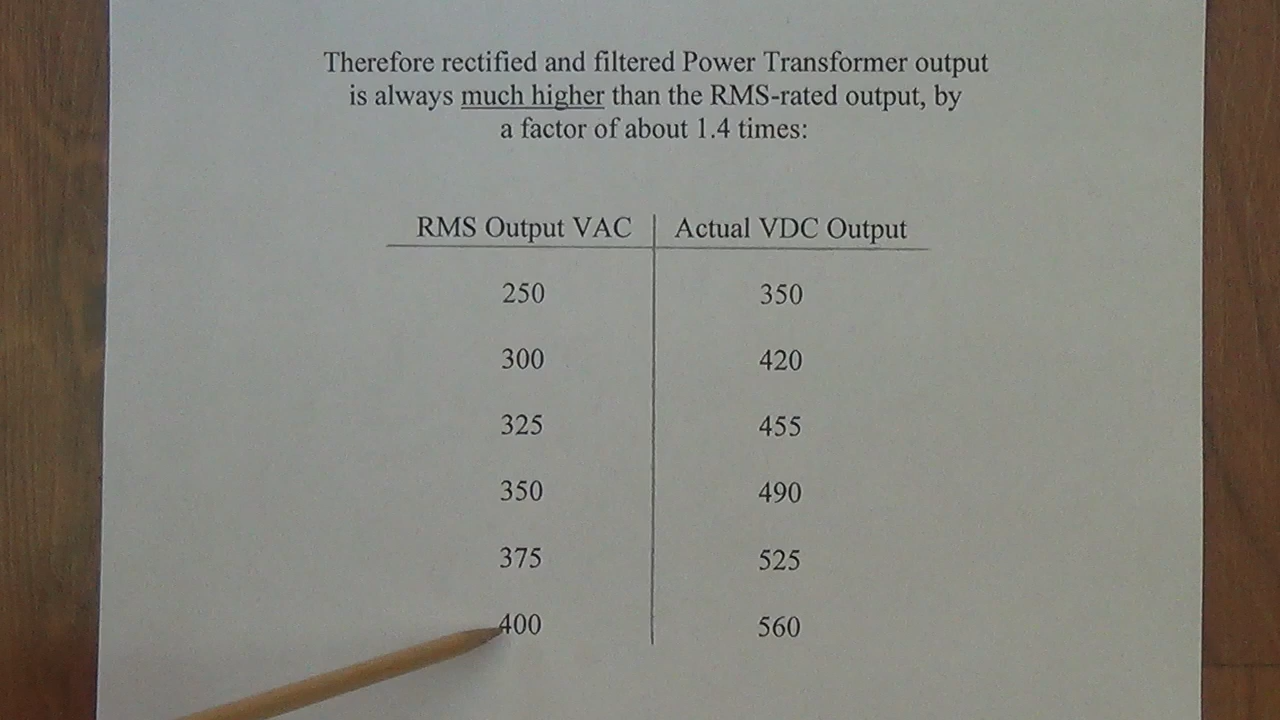 Therefore rectified and filtered Power Transformer output
is always much higher than the RMS-rated output, by
a factor of about 1.4 times:
RMS Output VAC Actual VDC Output
250 350
300 420
325 455
350 490
375 525
400 560